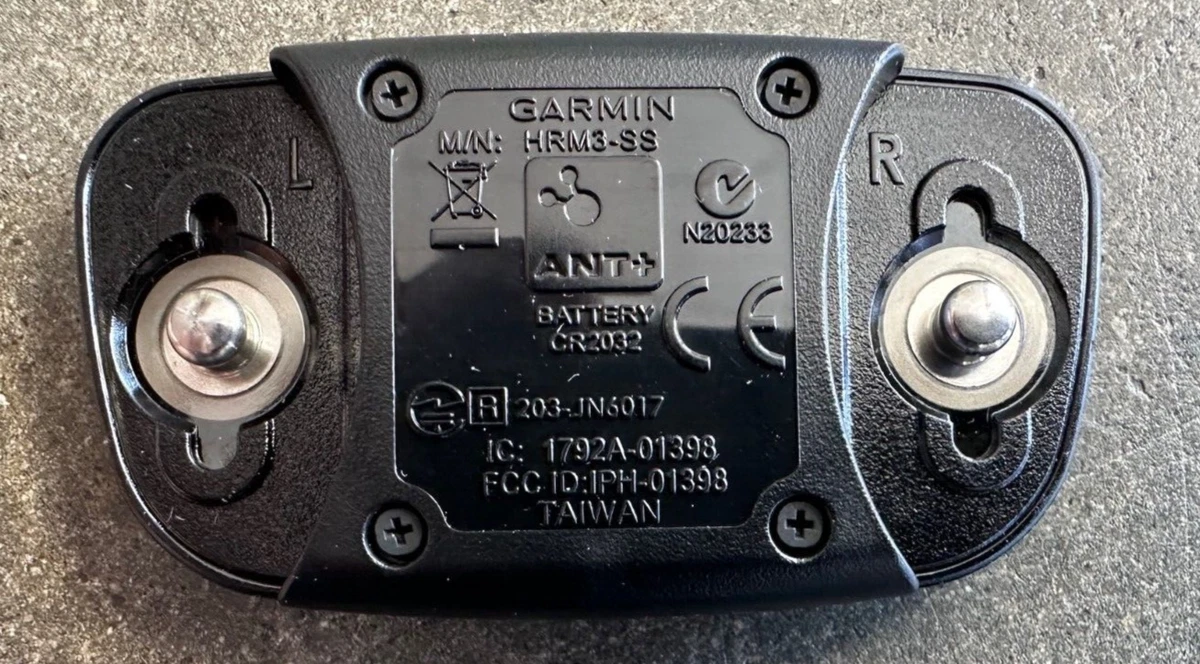 GARMIN
M/N: HRM3-SS
L
R
ANT+
N20233
BATTERY
CR2032
CE
R 203-JN6017
IC: 1792A-01398
FCC ID:IPH-01398
TAIWAN